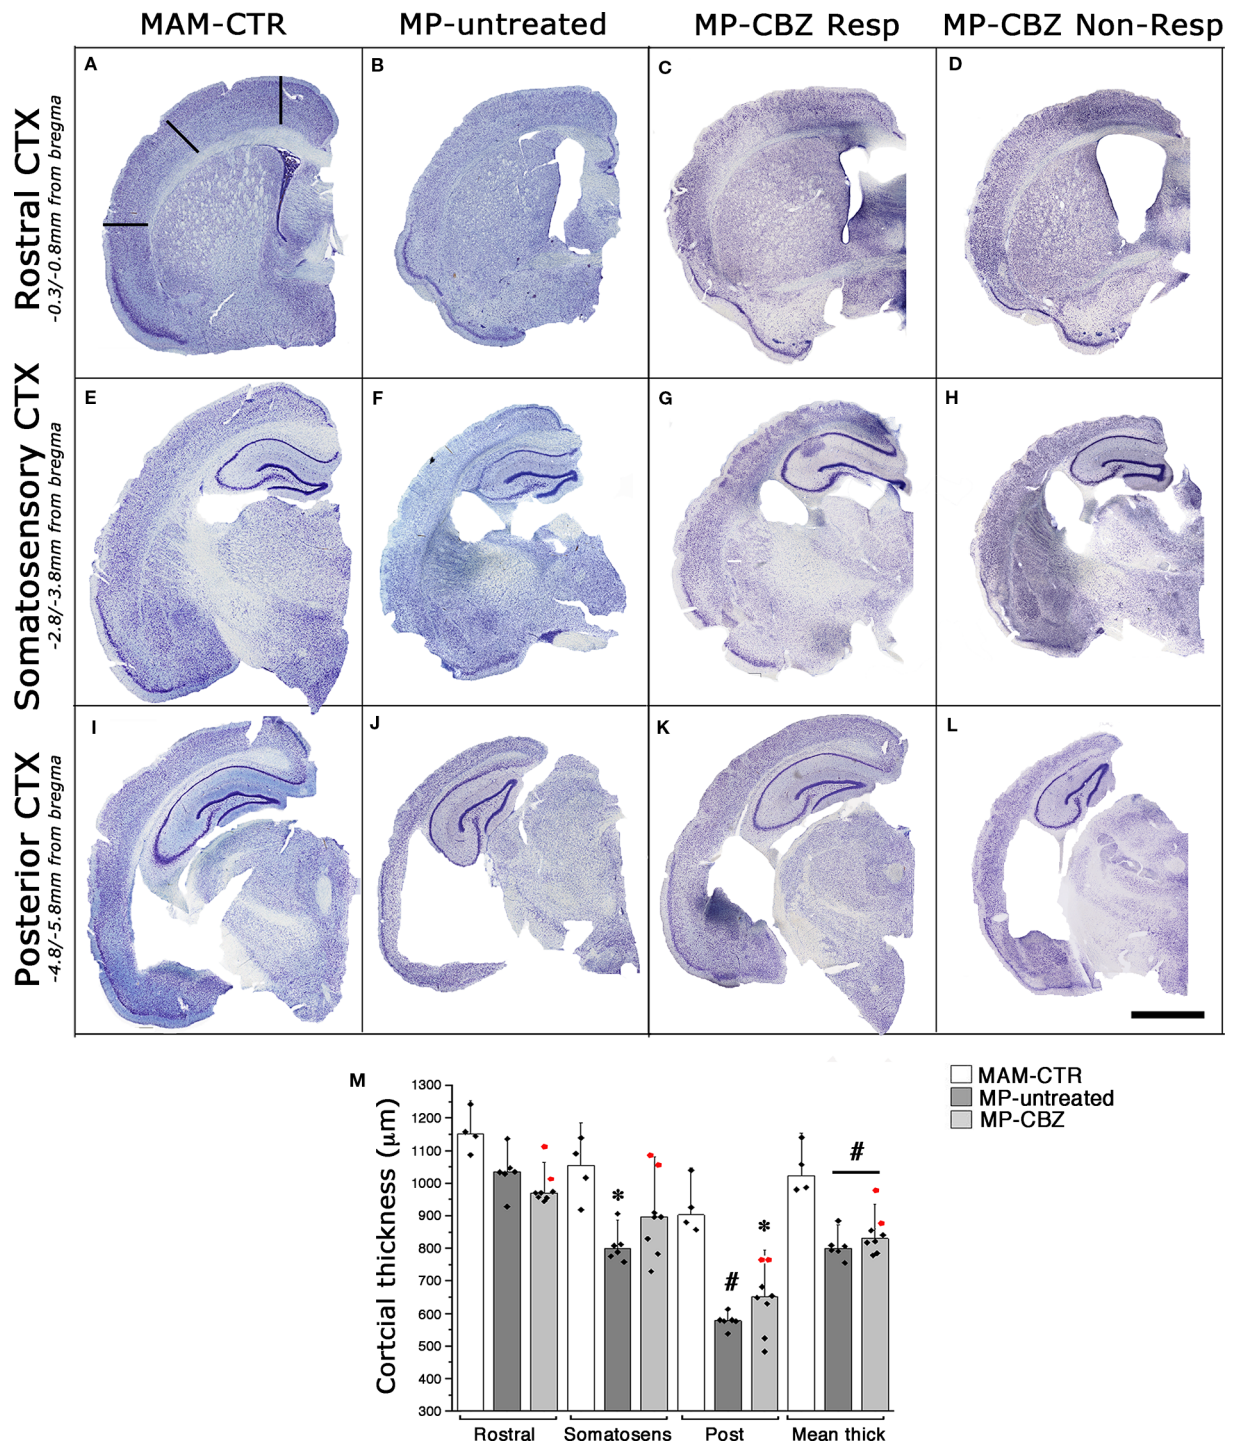 MAM-CTR MP-untreated MP-CBZ Resp MP-CBZ Non-Resp
Rostral CTX
-0.3/-0.8mm from bregma
A B C D
Somatosensory CTX
-2.8/-3.8mm from bregma
E F G H
Posterior CTX
-4.8/-5.8mm from bregma
I J K L
M
MAM-CTR
MP-untreated
MP-CBZ
Cortcial thickness (μm)
1300
1200
1100
1000
900
800
700
600
500
400
300
*
#
*
#
Rostral Somatosens Post Mean thick